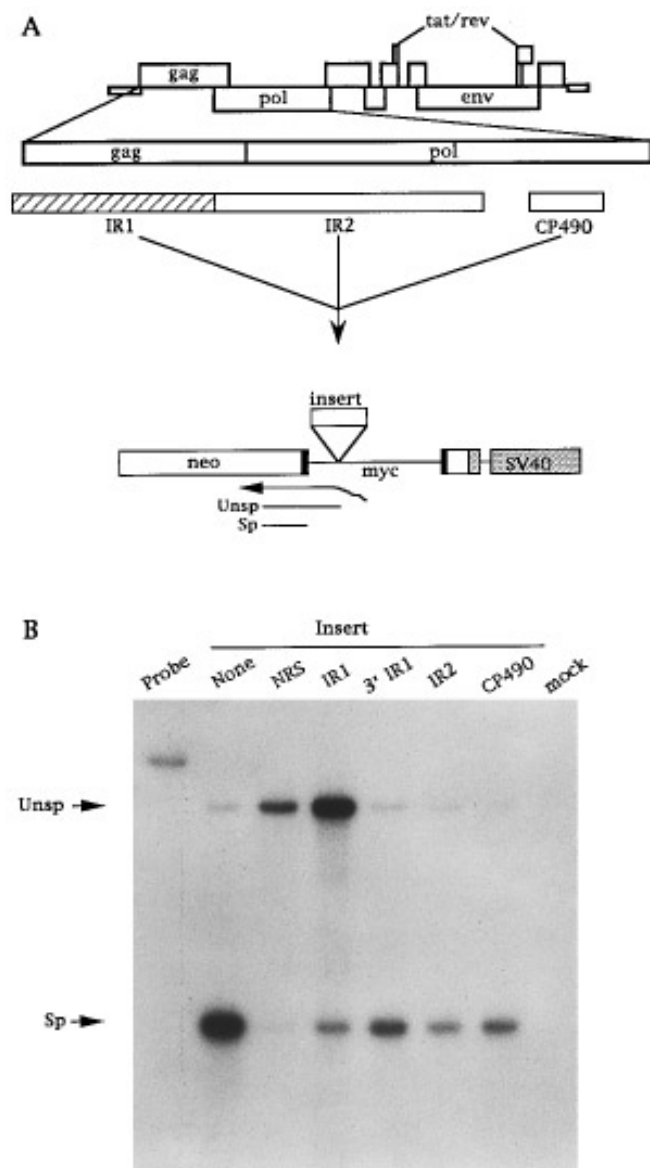 A
tat/rev
gag
pol
env
gag pol
IR1 IR2 CP490
insert
neo myc SV40
Unsp
Sp
B
Insert
Probe None NRS IR1 3' IR1 IR2 CP490 mock
Unsp
Sp